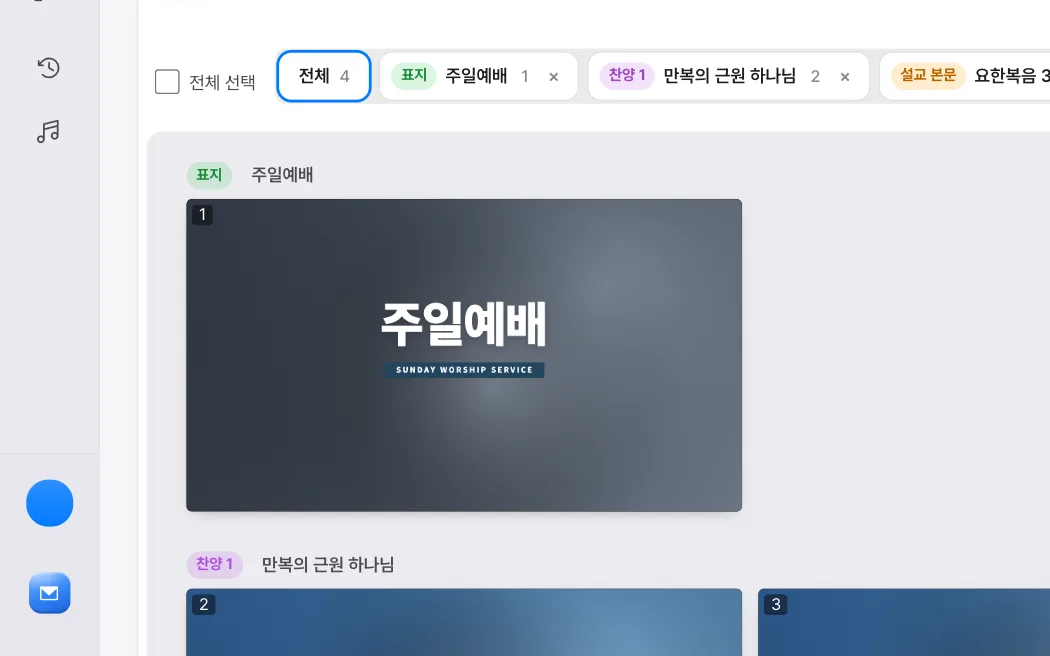 전체 선택 전체 4 표지 주일예배 1 × 찬양 1 만복의 근원 하나님 2 × 설교 본문 요한복음 3
표지 주일예배
1
주일예배
SUNDAY WORSHIP SERVICE
찬양 1 만복의 근원 하나님
2 3